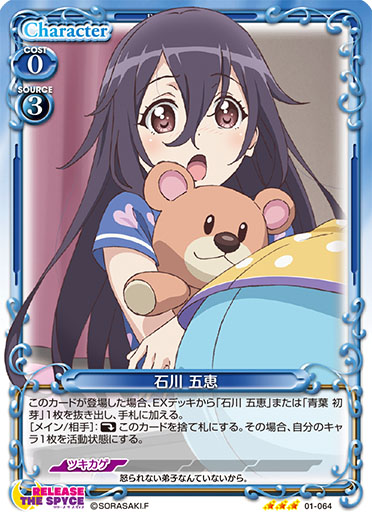 Character
COST
0
SOURCE
3
石川 五恵
このカードが登場した場合、EXデッキから「石川 五恵」または「青葉 初
芽」1枚を抜き出し、手札に加える。
[メイン/相手]: このカードを捨て札にする。その場合、自分のキャ
ラ1枚を活動状態にする。
ツキカゲ
怒られない弟子なんていないから。
RELEASE
THE SPYCE
©SORASAKI.F
01-064